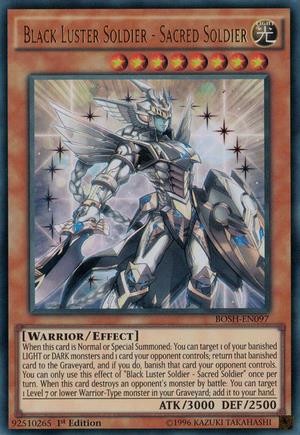 Black Luster Soldier - Sacred Soldier
LIGHT
光
BOSH-EN097
[Warrior/Effect]
When this card is Normal or Special Summoned: You can target 1 of your banished
LIGHT or DARK monsters and 1 card your opponent controls; return that banished
card to the Graveyard, and if you do, banish that card your opponent controls.
You can only use this effect of "Black Luster Soldier - Sacred Soldier" once
per turn. When this card destroys an opponent's monster by battle: You can target
1 Level 7 or lower Warrior-Type monster in your Graveyard; add it to your hand.
ATK/3000 DEF/2500
92510265 1st Edition ©1996 KAZUKI TAKAHASHI